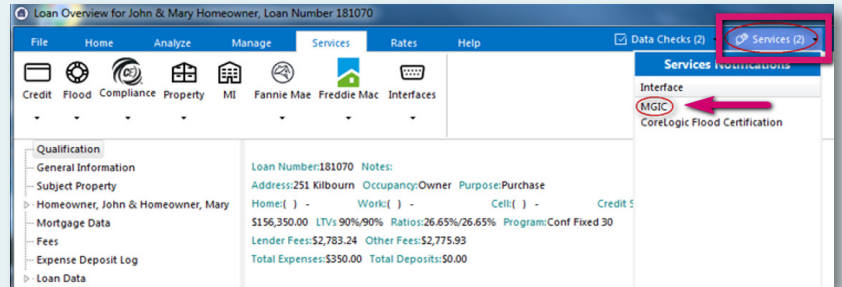 Loan Overview for John & Mary Homeowner, Loan Number 181070
File Home Analyze Manage Services Rates Help Data Checks (2) Services (2)
Services Notifications
Credit Flood Compliance Property MI Fannie Mae Freddie Mac Interfaces
Interface
MGIC
CoreLogic Flood Certification
Qualification
General Information
Subject Property
Homeowner, John & Homeowner, Mary
Mortgage Data
Fees
Expense Deposit Log
Loan Data
Loan Number:181070 Notes:
Address:251 Kilbourn Occupancy:Owner Purpose:Purchase
Home:( ) - Work:( ) - Cell:( ) - Credit
$156,350.00 LTVs 90%/90% Ratios:26.65%/26.65% Program:Conf Fixed 30
Lender Fees:$2,783.24 Other Fees:$2,775.93
Total Expenses:$350.00 Total Deposits:$0.00